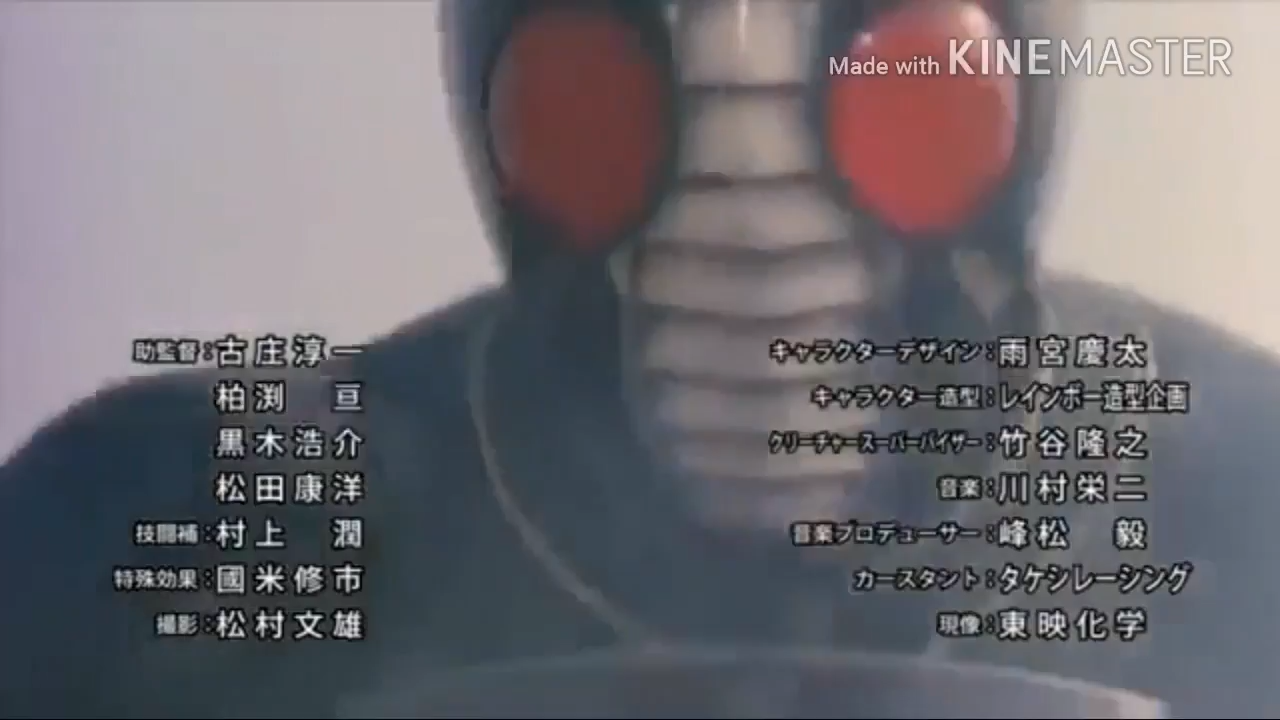 Made with KINEMASTER
助監督：古庄淳一
柏渕　亘
黒木浩介
松田康洋
技闘補：村上　潤
特殊効果：國米修市
撮影：松村文雄
キャラクターデザイン：雨宮慶太
キャラクター造型：レインボー造型企画
クリーチャースーパーバイザー：竹谷隆之
音楽：川村栄二
音楽プロデューサー：峰松　毅
カースタント：タケシレーシング
現像：東映化学